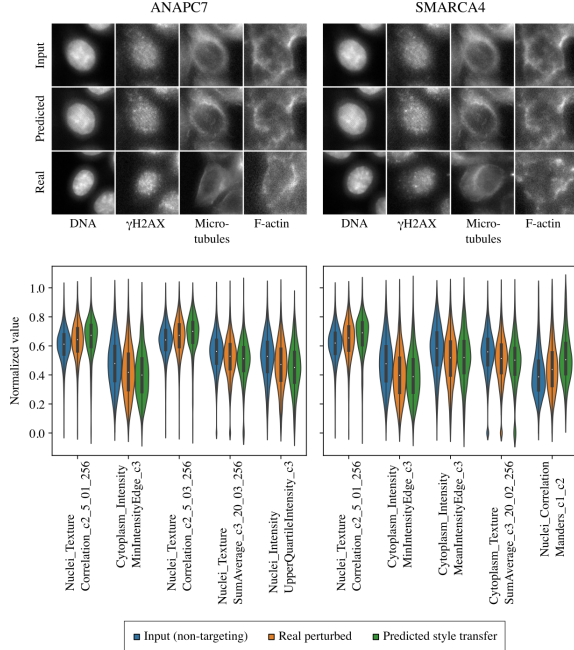 ANAPC7
SMARCA4
Input
Predicted
Real
DNA
γH2AX
Micro-
tubules
F-actin
DNA
γH2AX
Micro-
tubules
F-actin
Normalized value
1.0
0.8
0.6
0.4
0.2
0.0
Nuclei_Texture
Correlation_c2_5_01_256
Cytoplasm_Intensity
MinIntensityEdge_c3
Nuclei_Texture
Correlation_c2_5_03_256
Nuclei_Texture
SumAverage_c3_20_03_256
Nuclei_Intensity
UpperQuartileIntensity_c3
Nuclei_Texture
Correlation_c2_5_01_256
Cytoplasm_Intensity
MinIntensityEdge_c3
Cytoplasm_Intensity
MeanIntensityEdge_c3
Cytoplasm_Texture
SumAverage_c3_20_02_256
Nuclei_Correlation
Manders_c1_c2
Input (non-targeting)
Real perturbed
Predicted style transfer